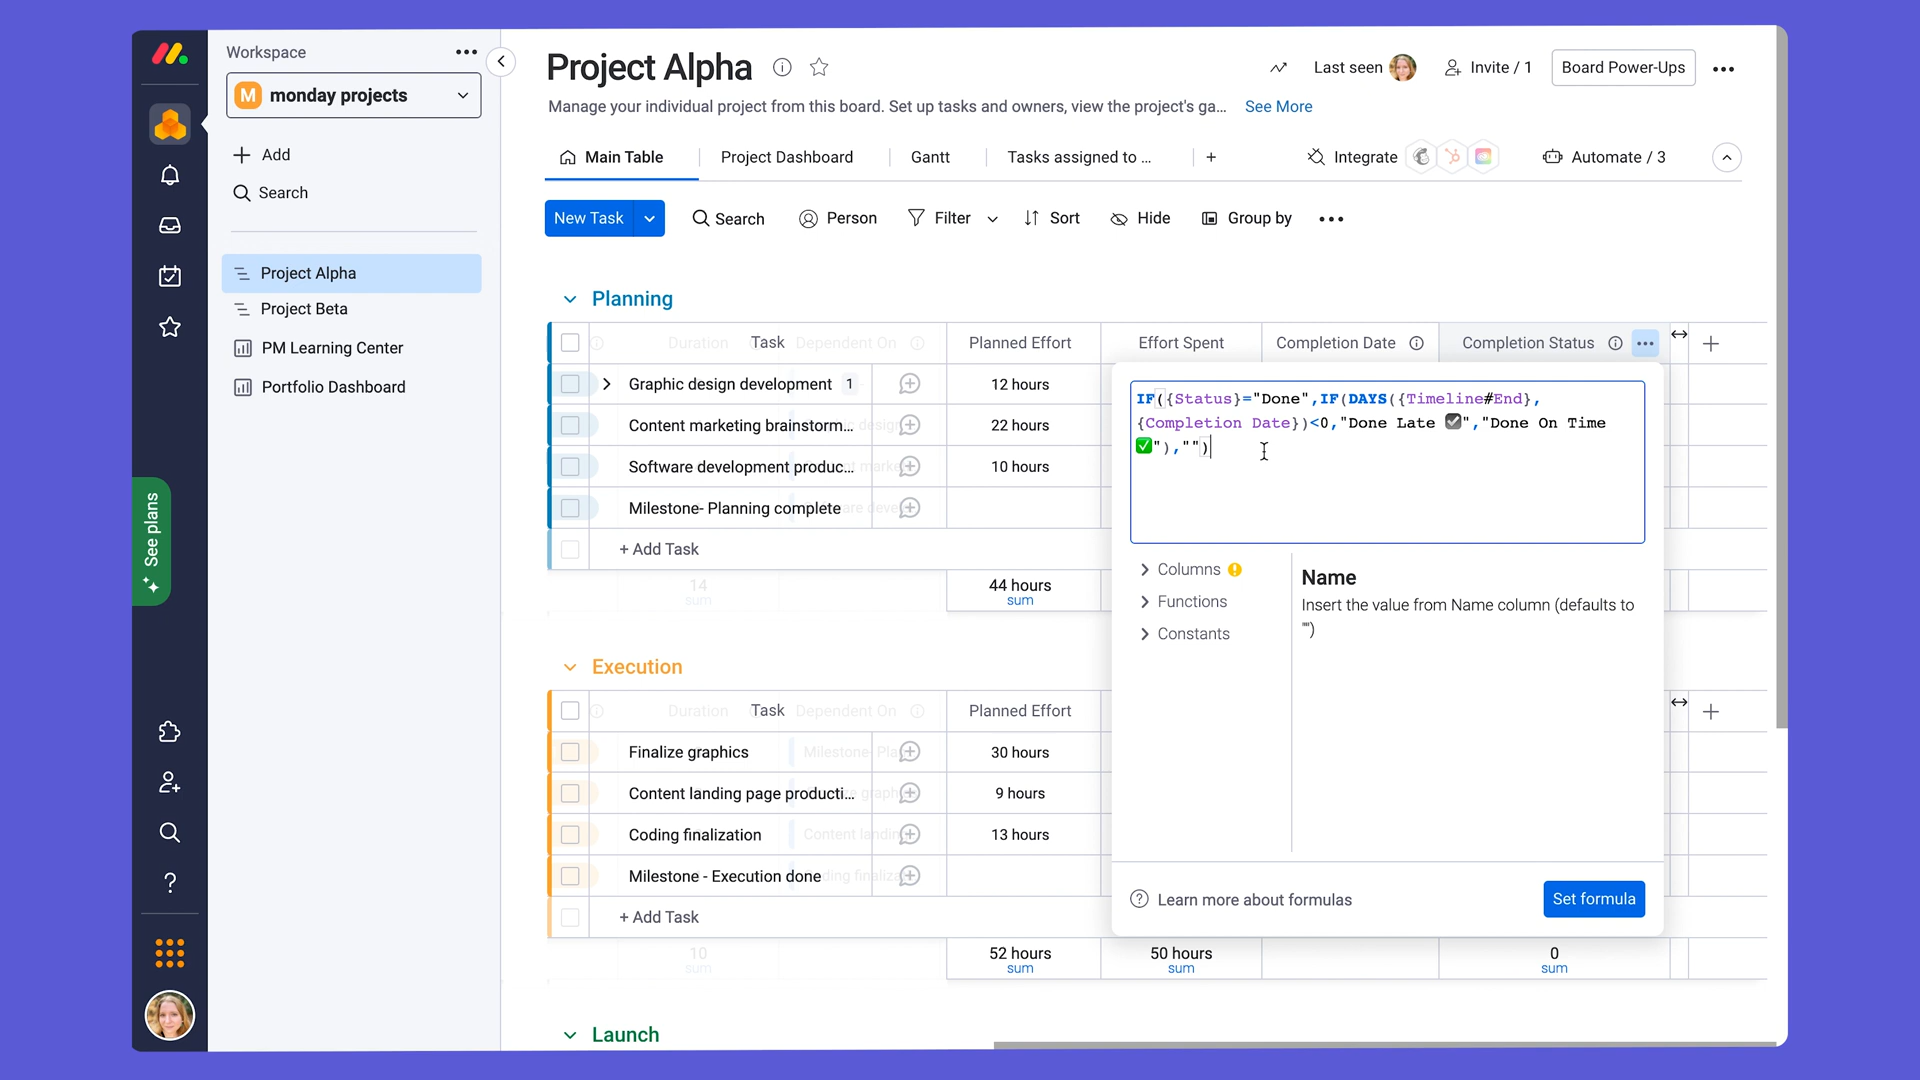 Workspace
M monday projects
Add
Search
Project Alpha
Project Beta
PM Learning Center
Portfolio Dashboard
See plans
Project Alpha
Last seen
Invite / 1
Board Power-Ups
Manage your individual project from this board. Set up tasks and owners, view the project's ga... See More
Main Table
Project Dashboard
Gantt
Tasks assigned to ...
+
Integrate
Automate / 3
New Task
Search
Person
Filter
Sort
Hide
Group by
Planning
Duration
Task
Dependent On
Planned Effort
Effort Spent
Completion Date
Completion Status
Graphic design development 1
12 hours
Content marketing brainstorm...
22 hours
Software development produc...
10 hours
Milestone- Planning complete
+ Add Task
14
sum
44 hours
sum
IF({Status}="Done",IF(DAYS({Timeline#End},
{Completion Date})<0,"Done Late ☑️","Done On Time
✅"),"")
Columns
Functions
Constants
Name
Insert the value from Name column (defaults to
"")
Learn more about formulas
Set formula
Execution
Duration
Task
Dependent On
Planned Effort
Finalize graphics
30 hours
Content landing page producti...
9 hours
Coding finalization
13 hours
Milestone - Execution done
+ Add Task
10
sum
52 hours
sum
50 hours
sum
0
sum
Launch